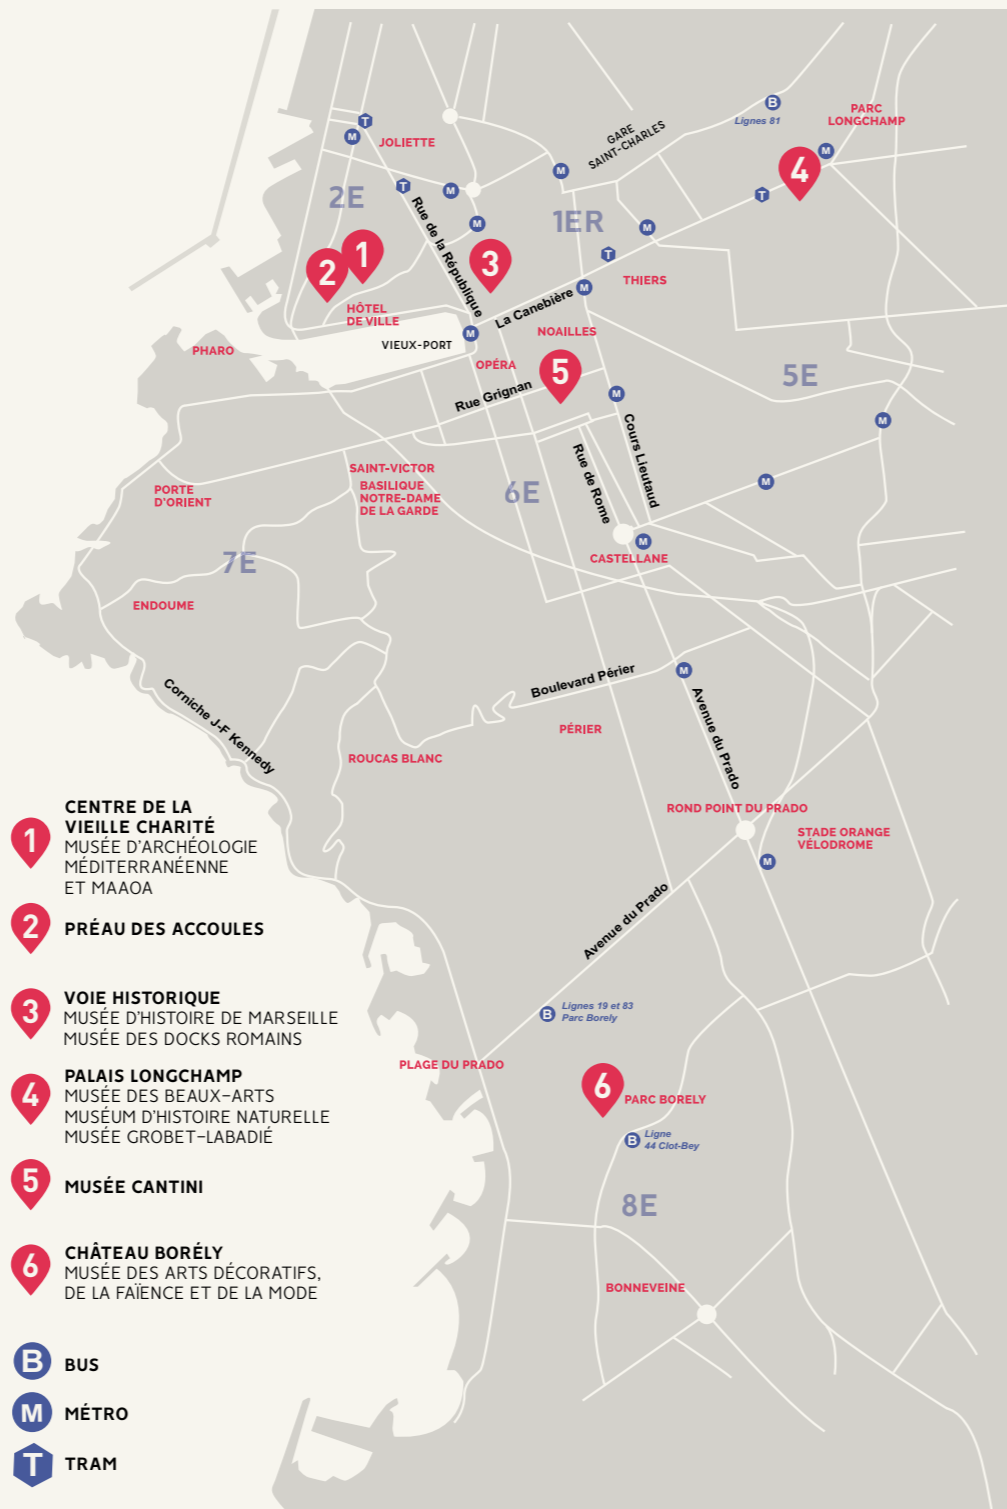 B
Lignes 81
PARC
LONGCHAMP
T
M
JOLIETTE
GARE
SAINT-CHARLES
M
M
4
M
T
M
T
2E
Rue de la République
M
1ER
M
T
2
1
3
THIERS
HÔTEL
DE VILLE
La Canebière
M
NOAILLES
VIEUX-PORT
M
PHARO
OPÉRA
5
5E
Rue Grignan
M
Cours Lieutaud
M
Rue de Rome
SAINT-VICTOR
BASILIQUE
NOTRE-DAME
DE LA GARDE
6E
M
PORTE
D'ORIENT
M
CASTELLANE
7E
ENDOUME
Corniche J-F Kennedy
Boulevard Périer
M
Avenue du Prado
PÉRIER
ROUCAS BLANC
ROND POINT DU PRADO
STADE ORANGE
VÉLODROME
M
Avenue du Prado
B
Lignes 19 et 83
Parc Borely
PLAGE DU PRADO
6
PARC BORELY
B
Ligne
44 Clot-Bey
8E
BONNEVEINE
1
CENTRE DE LA
VIEILLE CHARITÉ
MUSÉE D'ARCHÉOLOGIE
MÉDITERRANÉENNE
ET MAAOA
2
PRÉAU DES ACCOULES
3
VOIE HISTORIQUE
MUSÉE D'HISTOIRE DE MARSEILLE
MUSÉE DES DOCKS ROMAINS
4
PALAIS LONGCHAMP
MUSÉE DES BEAUX-ARTS
MUSÉUM D'HISTOIRE NATURELLE
MUSÉE GROBET-LABADIÉ
5
MUSÉE CANTINI
6
CHÂTEAU BORÉLY
MUSÉE DES ARTS DÉCORATIFS,
DE LA FAÏENCE ET DE LA MODE
B
BUS
M
MÉTRO
T
TRAM